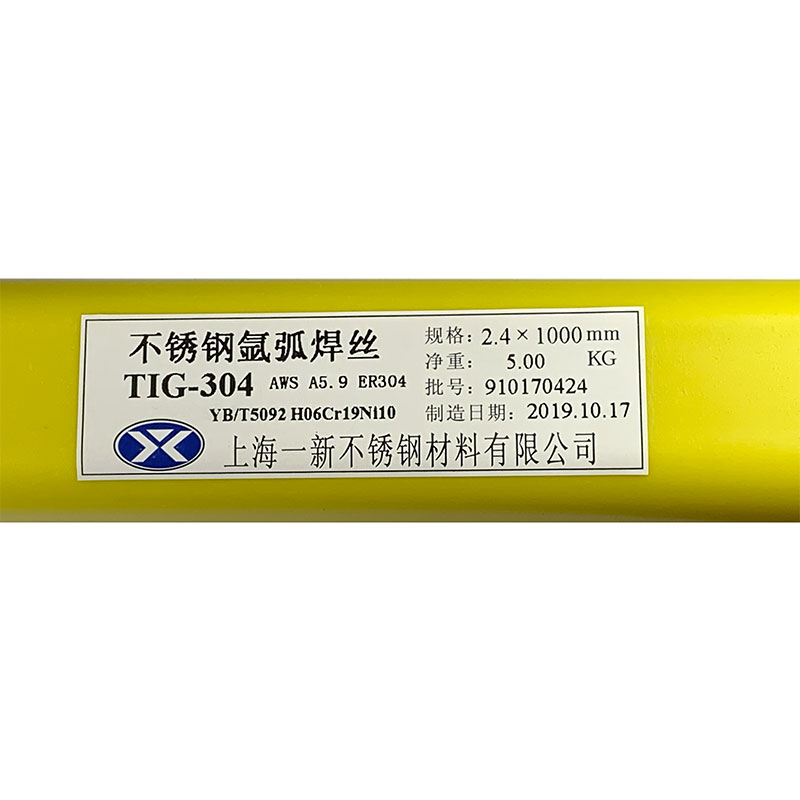 不锈钢氩弧焊丝
TIG-304 AWS A5.9 ER304
YB/T5092 H06Cr19Ni10
规格: 2.4×1000mm
净重: 5.00 KG
批号: 910170424
制造日期: 2019.10.17
上海一新不锈钢材料有限公司